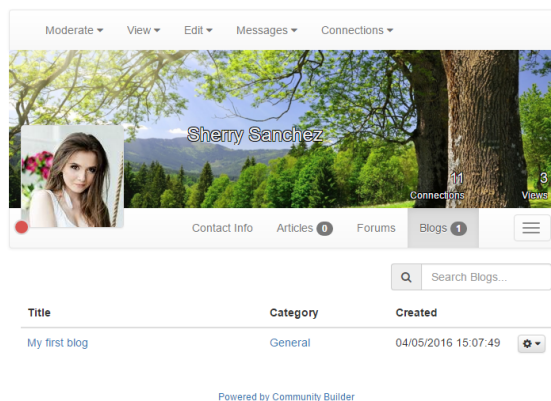 Moderate View Edit Messages Connections
Sherry Sanchez
11 3
Connections Views
Contact Info Articles 0 Forums Blogs 1
Search Blogs...
Title Category Created
My first blog General 04/05/2016 15:07:49
Powered by Community Builder